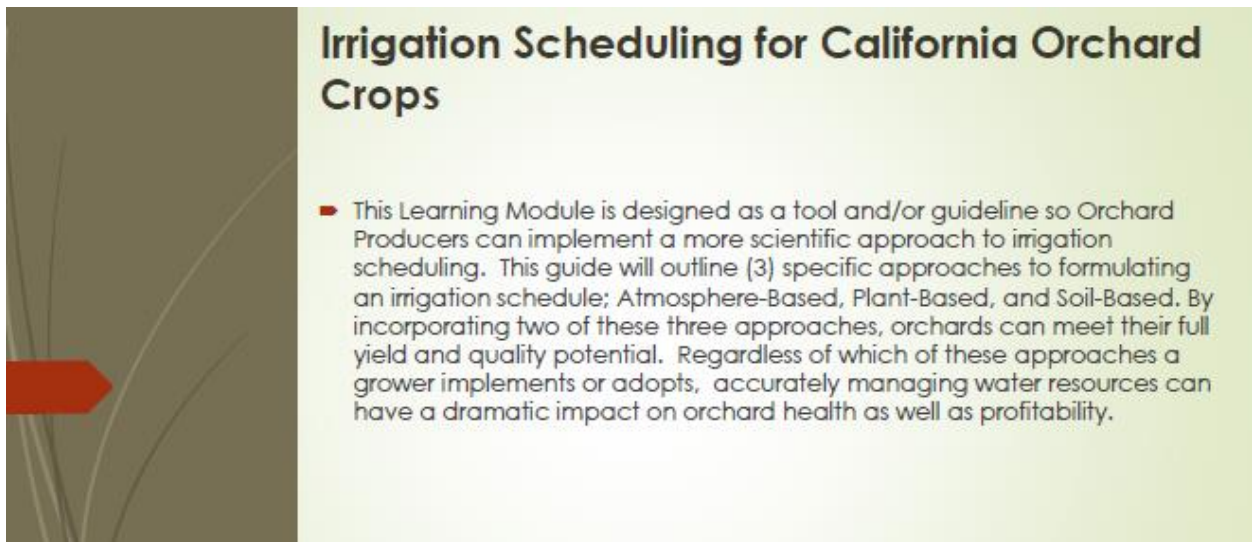 Irrigation Scheduling for California Orchard
Crops
This Learning Module is designed as a tool and/or guideline so Orchard
Producers can implement a more scientific approach to irrigation
scheduling.  This guide will outline (3) specific approaches to formulating
an irrigation schedule; Atmosphere-Based, Plant-Based, and Soil-Based. By
incorporating two of these three approaches, orchards can meet their full
yield and quality potential.  Regardless of which of these approaches a
grower implements or adopts,  accurately managing water resources can
have a dramatic impact on orchard health as well as profitability.